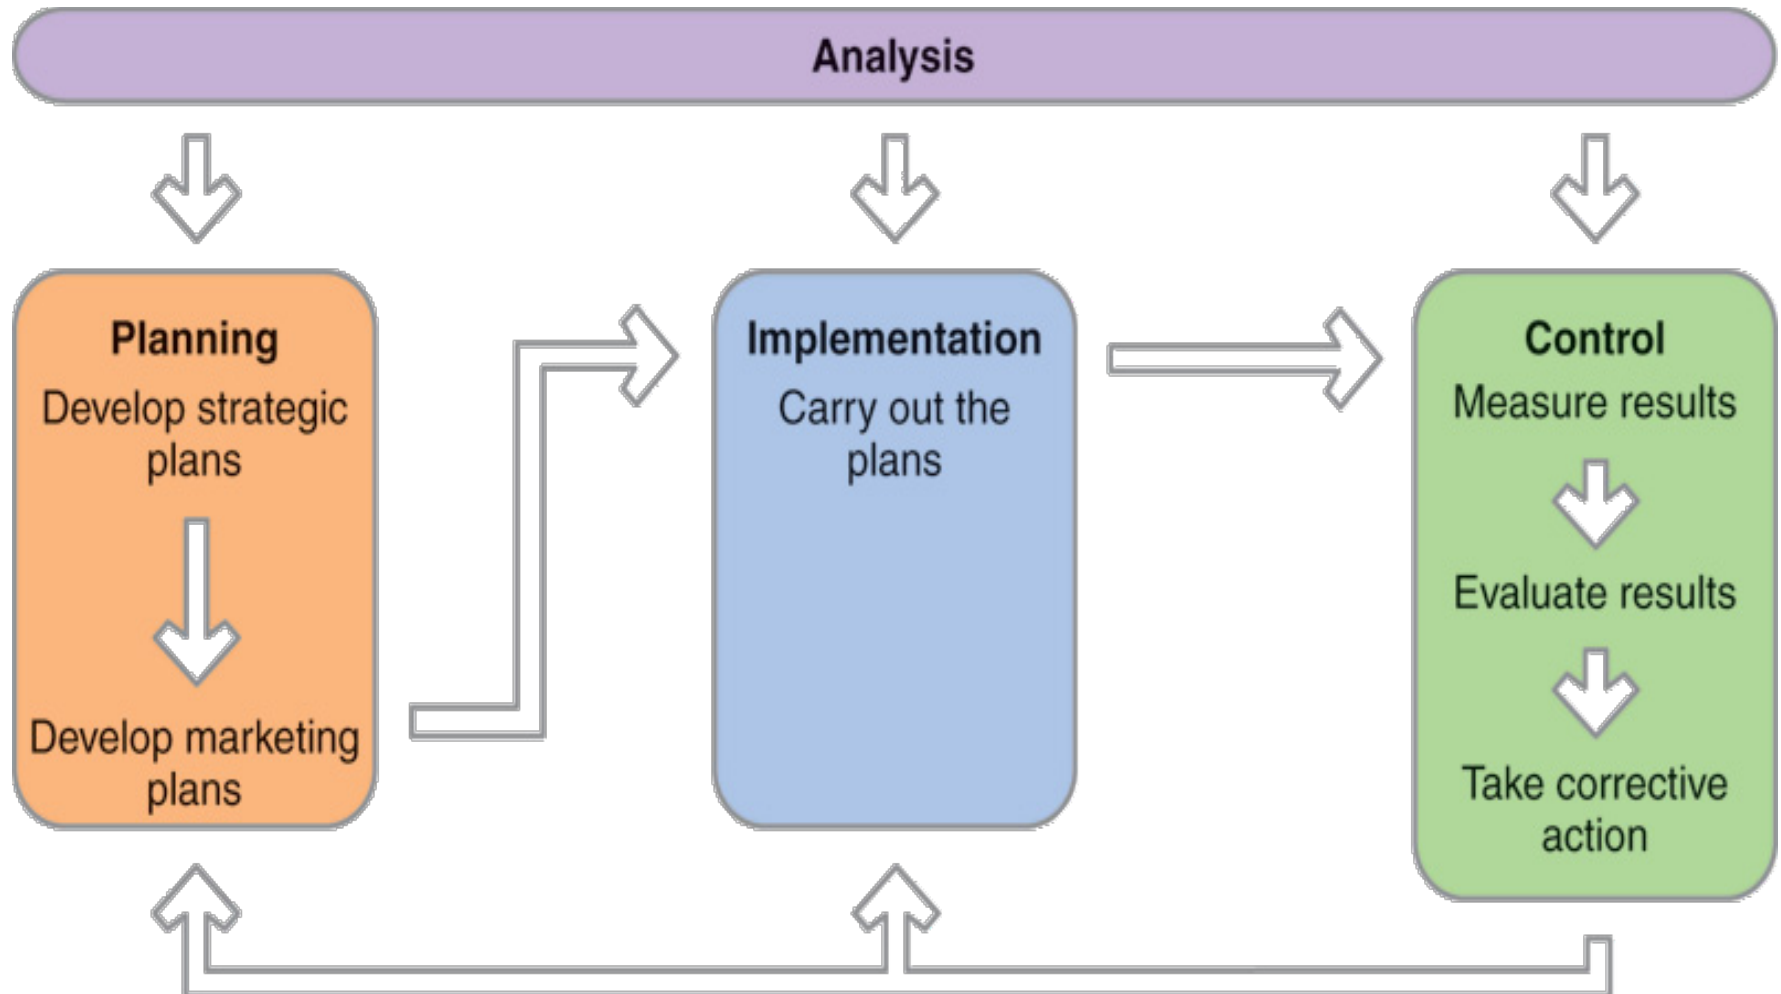 Analysis
Planning
Develop strategic
plans
Develop marketing
plans
Implementation
Carry out the
plans
Control
Measure results
Evaluate results
Take corrective
action